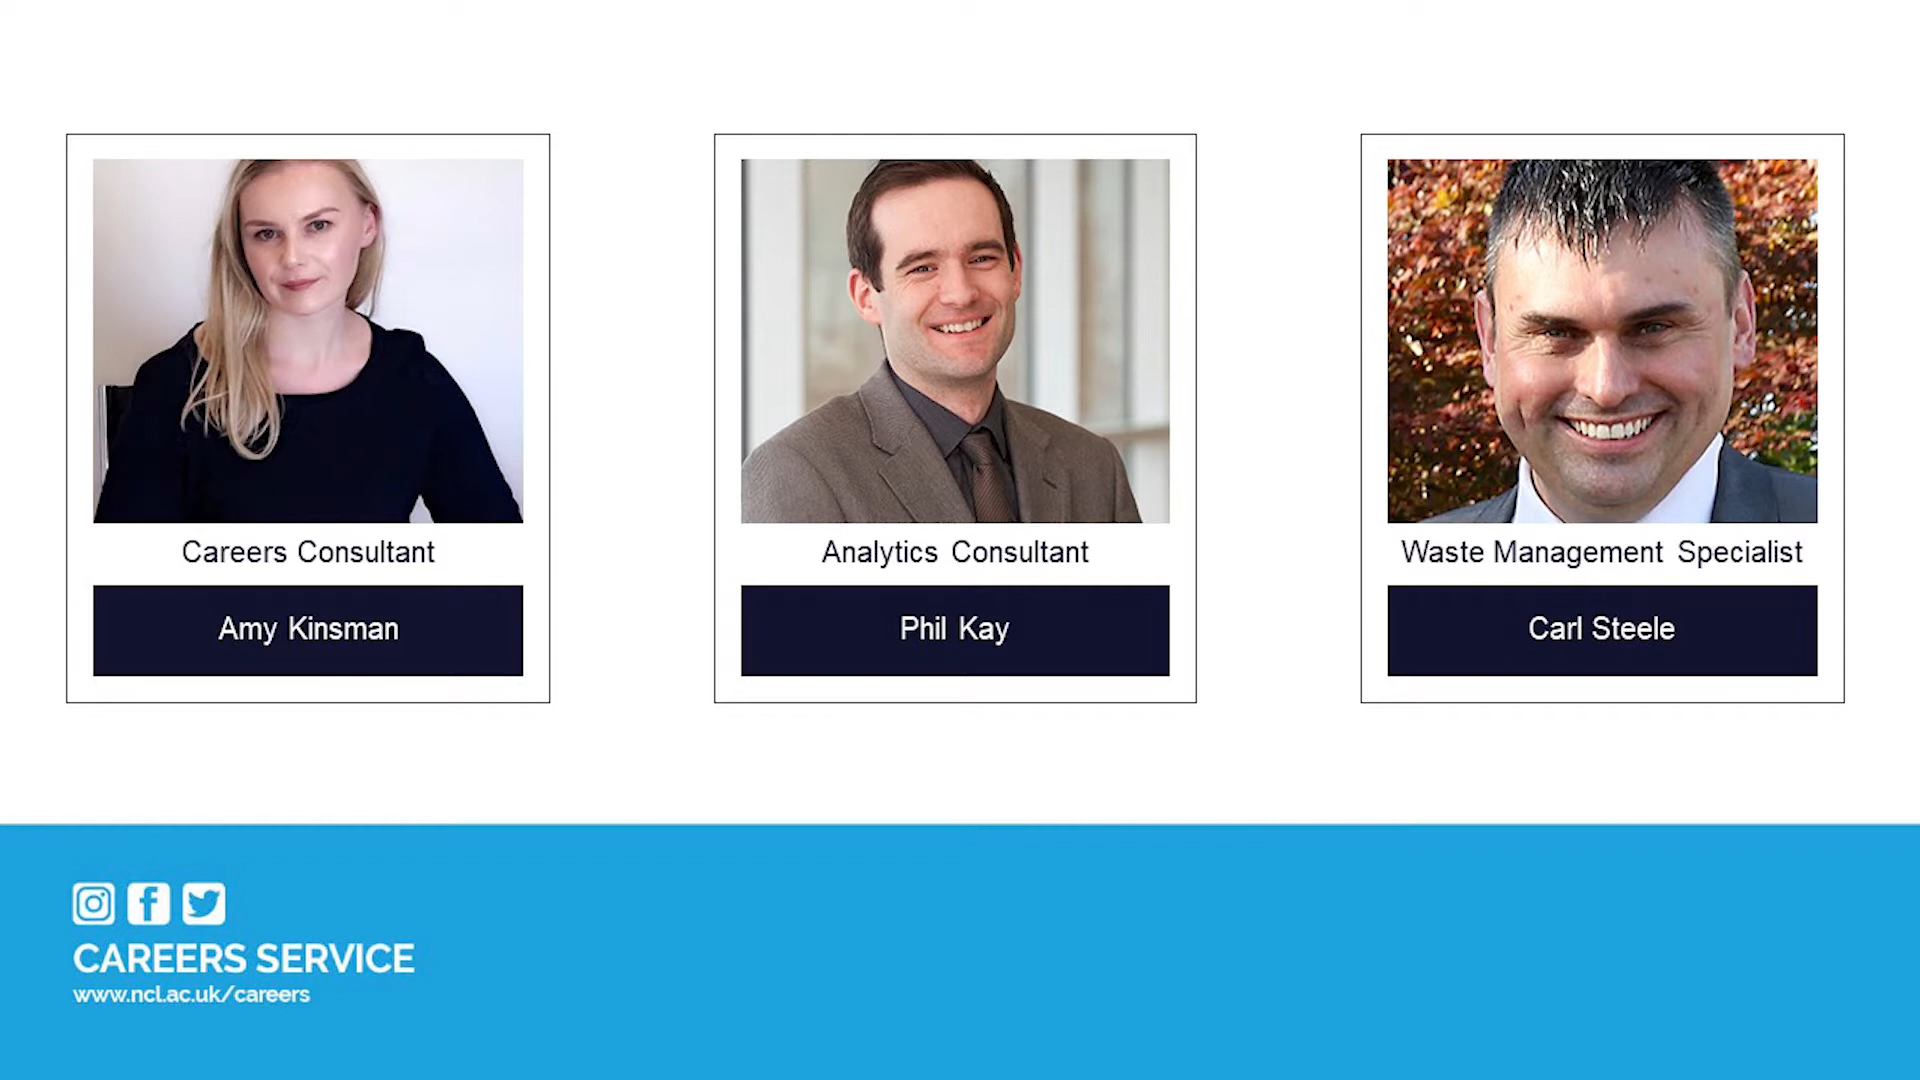 Careers Consultant
Amy Kinsman
Analytics Consultant
Phil Kay
Waste Management Specialist
Carl Steele
CAREERS SERVICE
www.ncl.ac.uk/careers